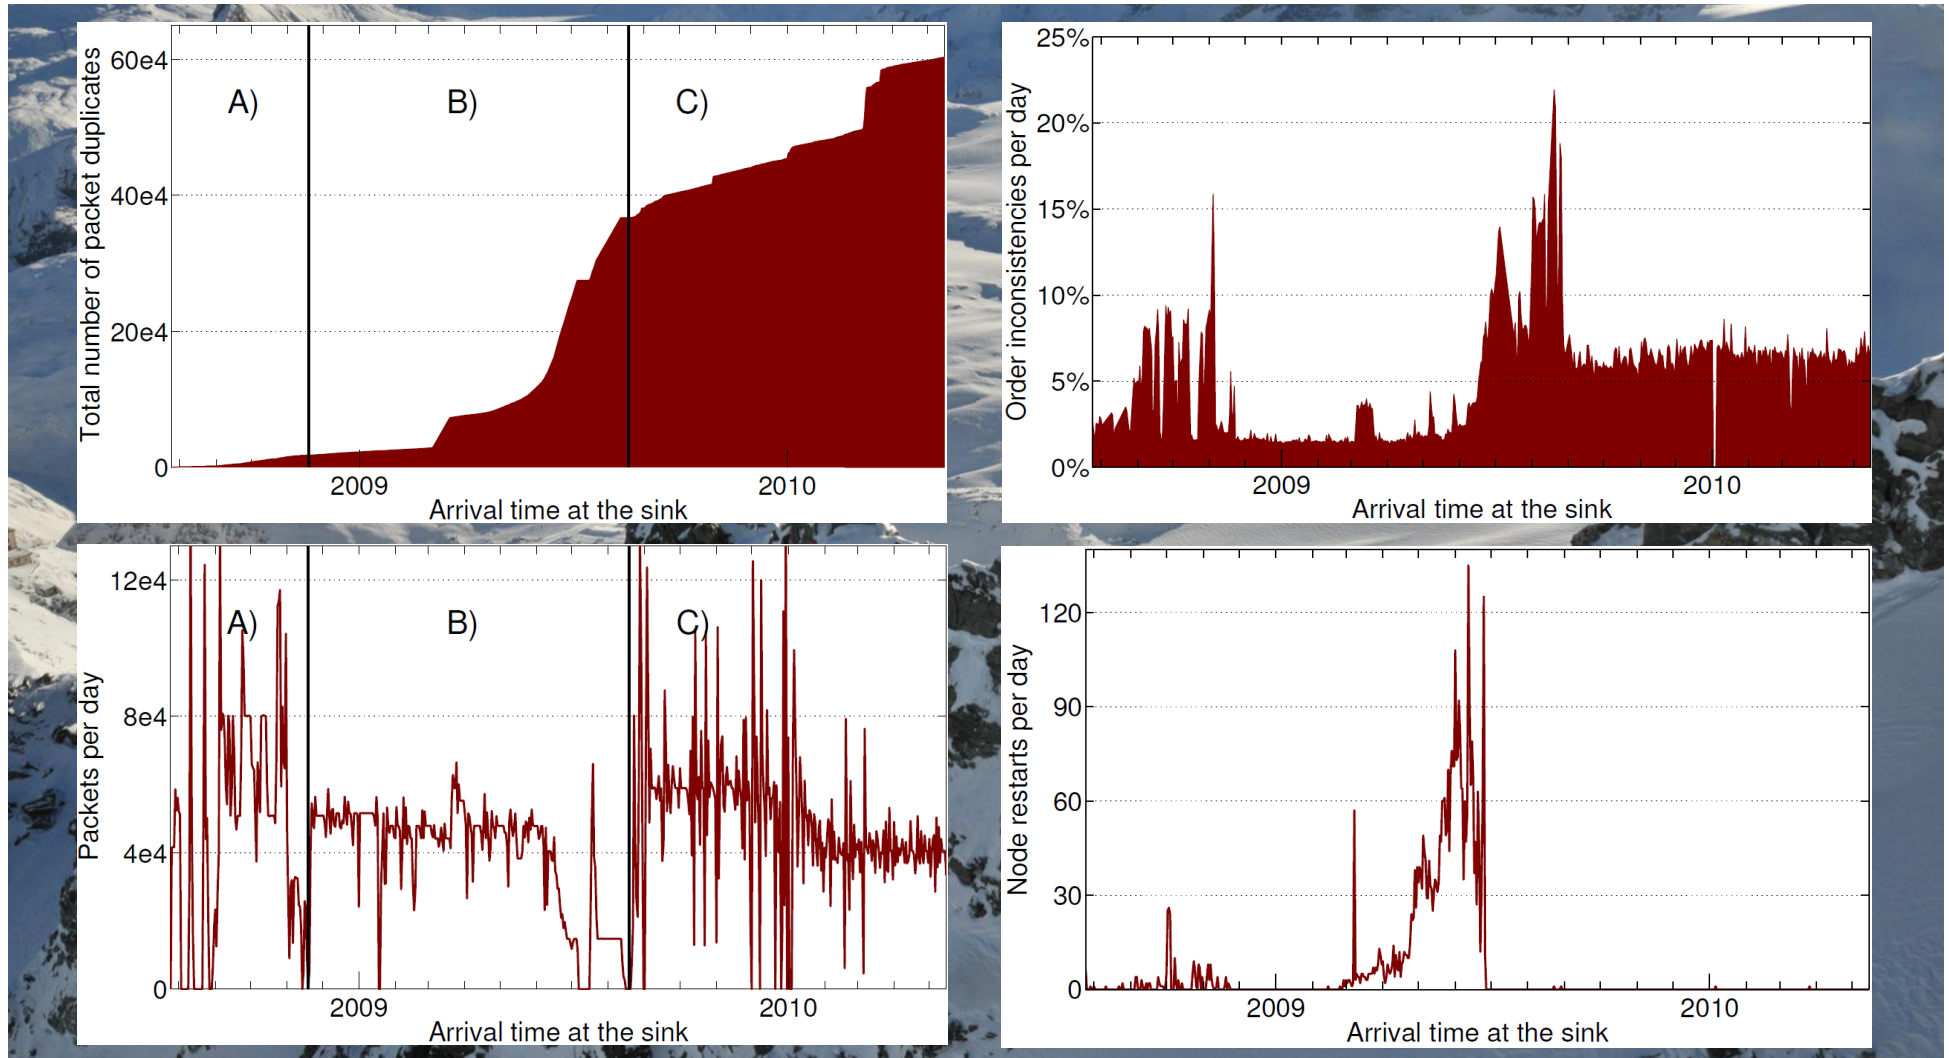 Total number of packet duplicates
60e4
40e4
20e4
0
A)
B)
C)
2009
2010
Arrival time at the sink
Order inconsistencies per day
25%
20%
15%
10%
5%
0%
2009
2010
Arrival time at the sink
Packets per day
12e4
8e4
4e4
0
A)
B)
C)
2009
2010
Arrival time at the sink
Node restarts per day
120
90
60
30
0
2009
2010
Arrival time at the sink